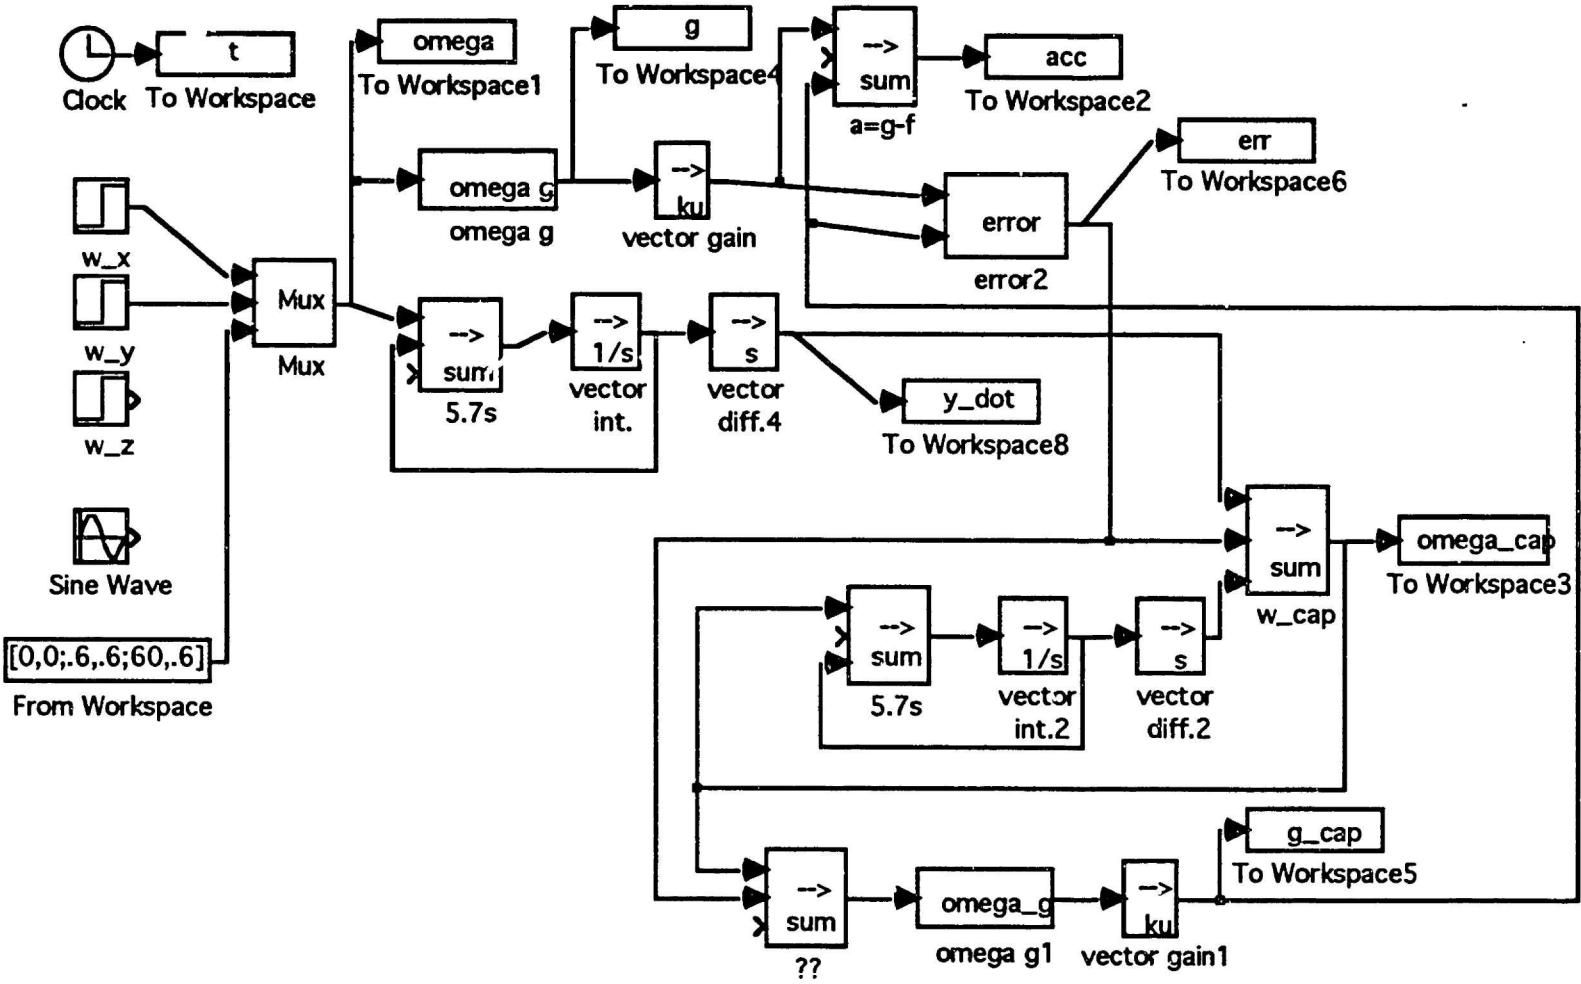 t
Clock
To Workspace
omega
To Workspace1
g
To Workspace4
-->
sum
a=g-f
acc
To Workspace2
err
To Workspace6
omega g
omega g
-->
ku
vector gain
error
error2
w_x
w_y
w_z
Mux
Mux
-->
sum
5.7s
-->
1/s
vector
int.
-->
s
vector
diff.4
y_dot
To Workspace8
Sine Wave
[0,0;.6,.6;60,.6]
From Workspace
-->
sum
w_cap
omega_cap
To Workspace3
-->
sum
5.7s
-->
1/s
vector
int.2
-->
s
vector
diff.2
g_cap
To Workspace5
-->
sum
??
omega_g
omega g1
-->
ku
vector gain1